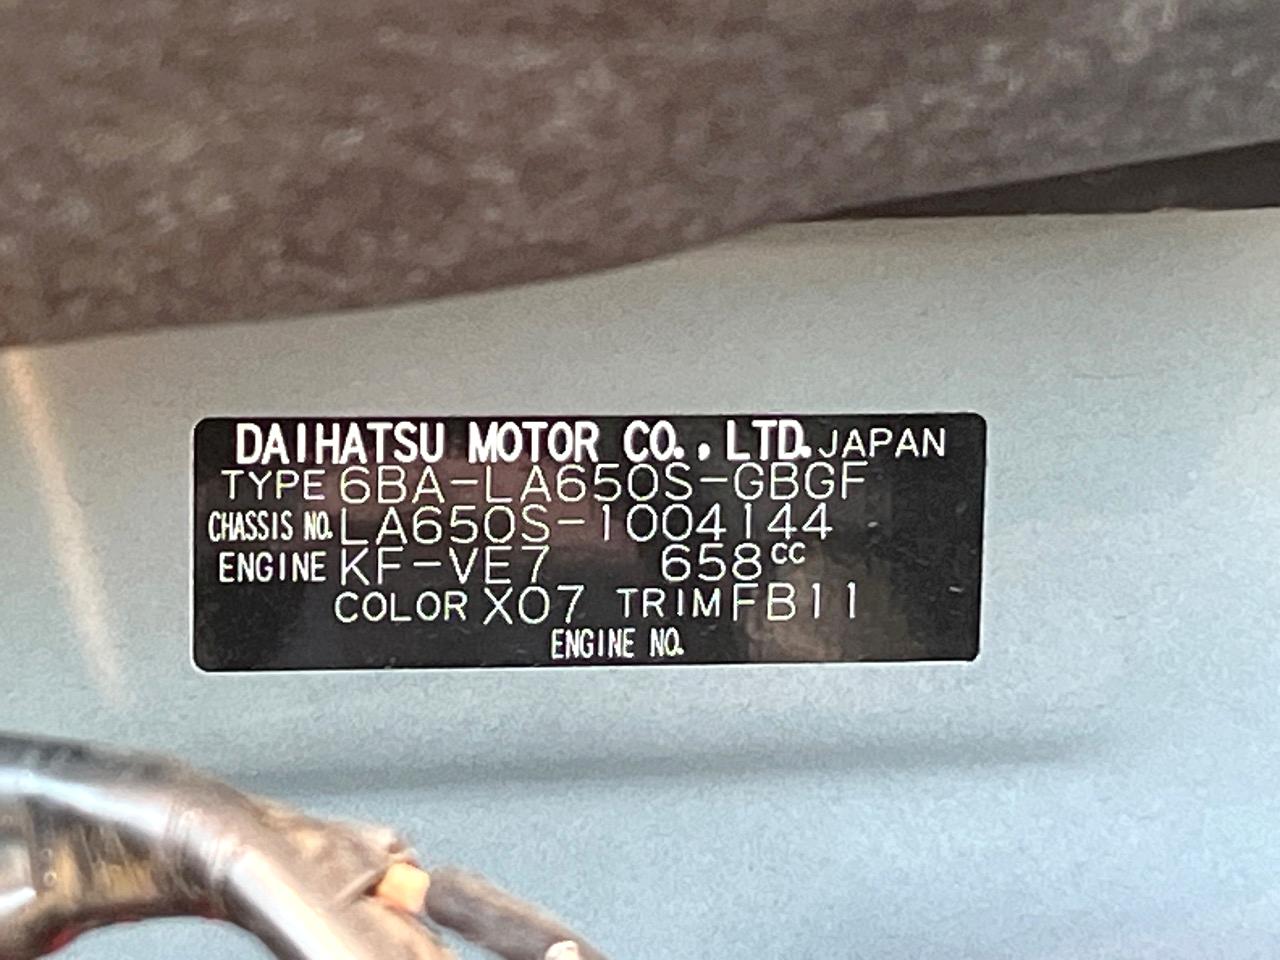 DAIHATSU MOTOR CO., LTD. JAPAN
TYPE 6BA-LA650S-GBGF
CHASSIS NO. LA650S-1004144
ENGINE KF-VE7 658cc
COLOR X07 TRIM FB11
ENGINE NO.